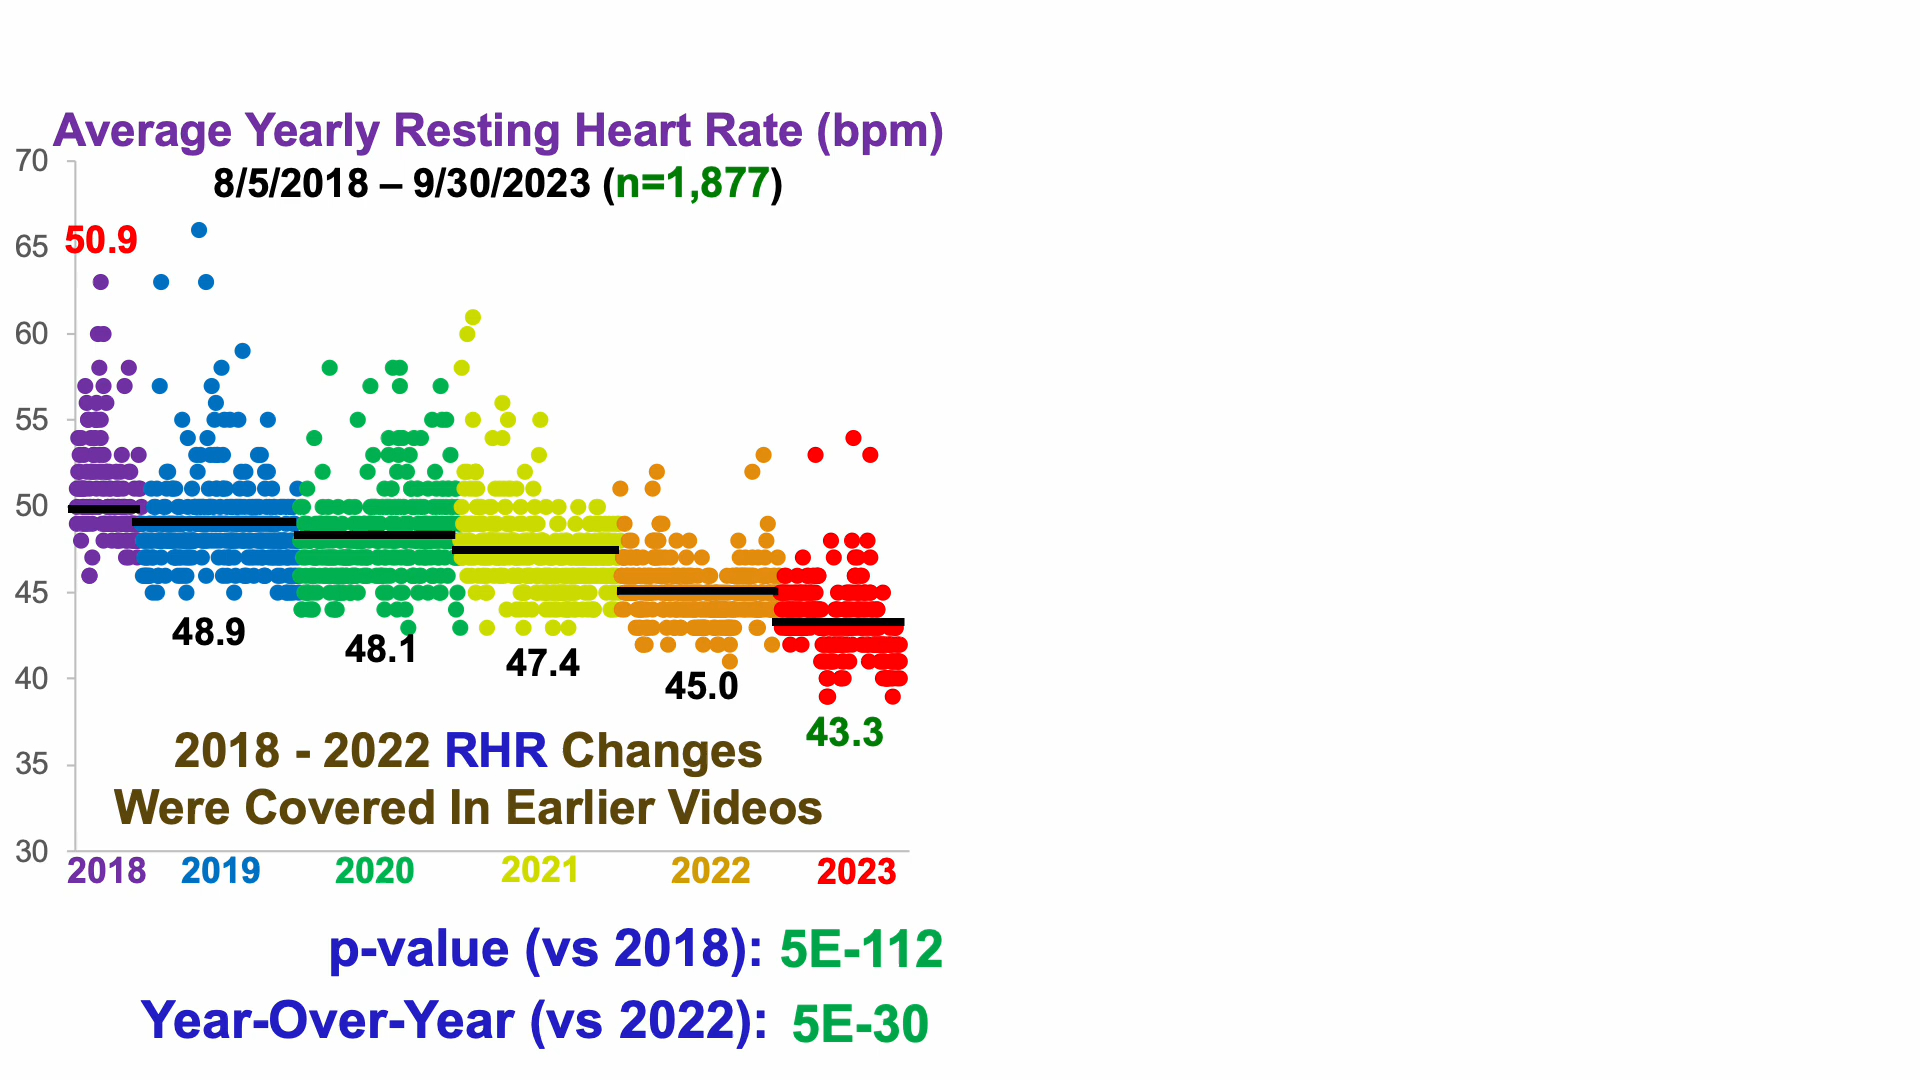 Average Yearly Resting Heart Rate (bpm)
8/5/2018 – 9/30/2023 (n=1,877)
70
65
60
55
50
45
40
35
30
50.9
48.9
48.1
47.4
45.0
43.3
2018 - 2022 RHR Changes
Were Covered In Earlier Videos
2018 2019 2020 2021 2022 2023
p-value (vs 2018): 5E-112
Year-Over-Year (vs 2022): 5E-30